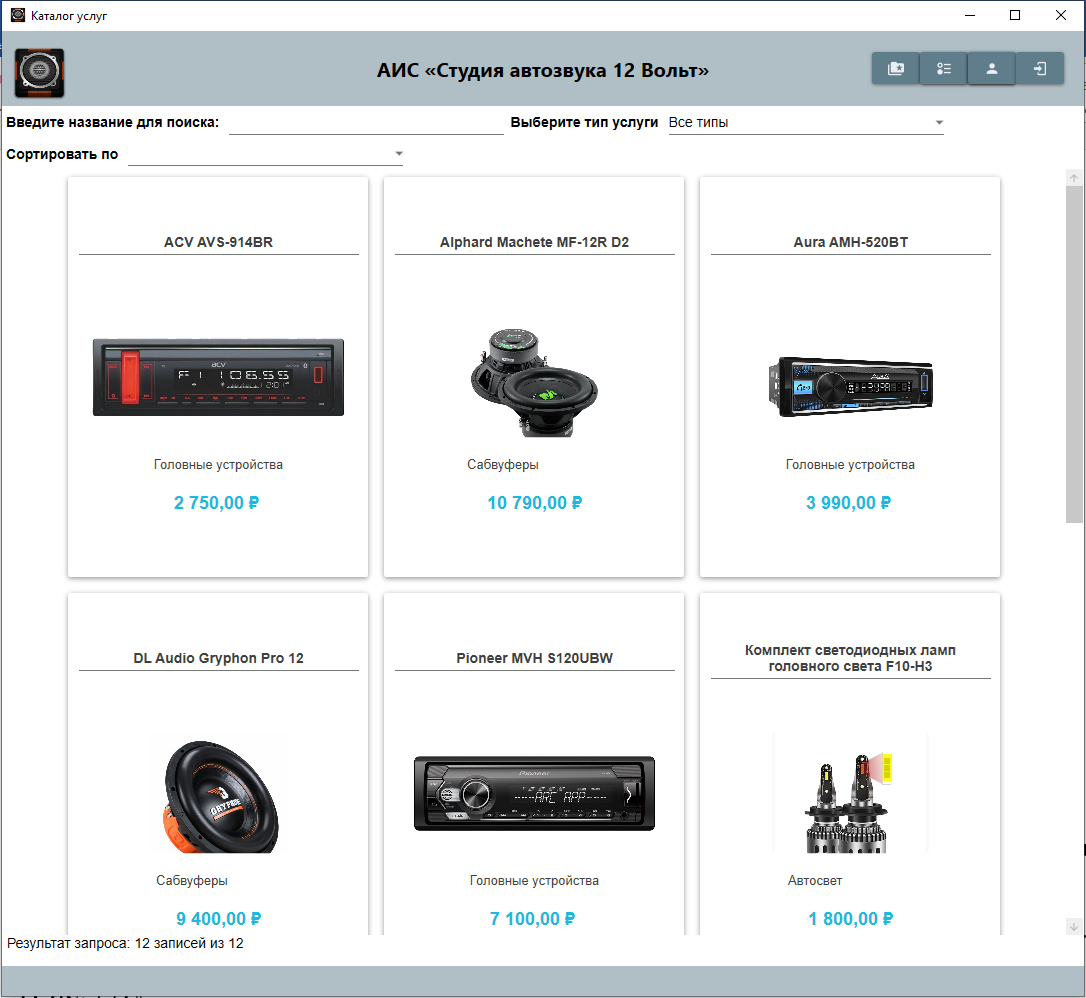 Каталог услуг
АИС «Студия автозвука 12 Вольт»
Введите название для поиска:
Выберите тип услуги
Все типы
Сортировать по
ACV AVS-914BR
Alphard Machete MF-12R D2
Aura AMH-520BT
Головные устройства
Сабвуферы
Головные устройства
2 750,00 ₽
10 790,00 ₽
3 990,00 ₽
DL Audio Gryphon Pro 12
Pioneer MVH S120UBW
Комплект светодиодных ламп
головного света F10-H3
Pioneer
ARC APP
Сабвуферы
Головные устройства
Автосвет
9 400,00 ₽
7 100,00 ₽
1 800,00 ₽
Результат запроса: 12 записей из 12